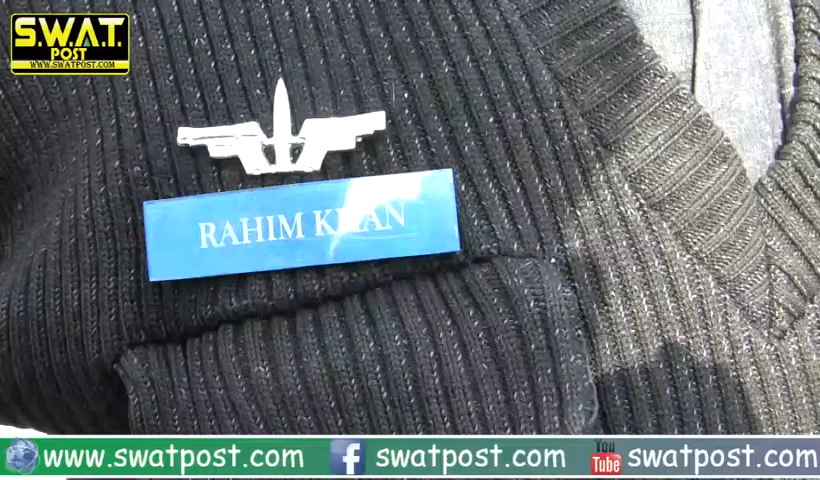 S.W.A.T.
POST
WWW.SWATPOST.COM
RAHIM KHAN
www.swatpost.com
f swatpost.com
You Tube swatpost.com